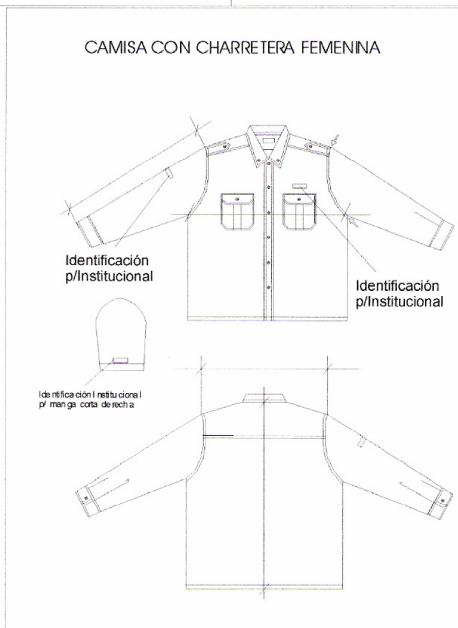 CAMISA CON CHARRETERA FEMENINA
Identificación
p/Institucional
Identificación
p/Institucional
Identificación Institucional
p/ manga corta derecha